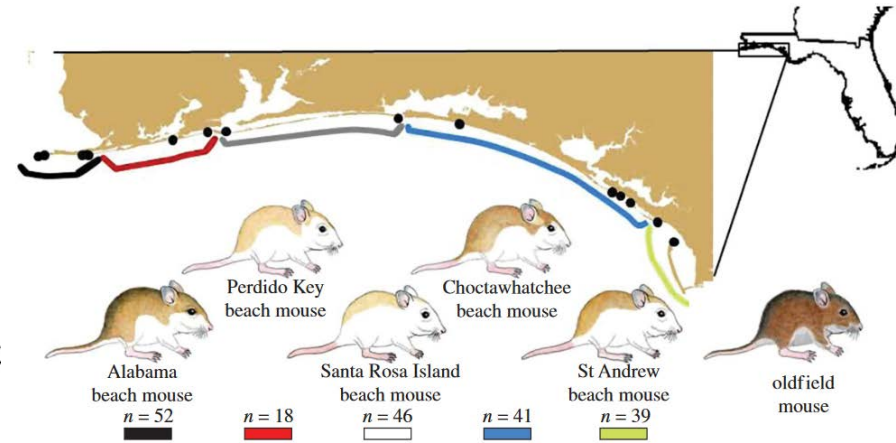 Perdido Key
beach mouse
Choctawhatchee
beach mouse
Alabama
beach mouse
Santa Rosa Island
beach mouse
St Andrew
beach mouse
oldfield
mouse
n = 52
n = 18
n = 46
n = 41
n = 39